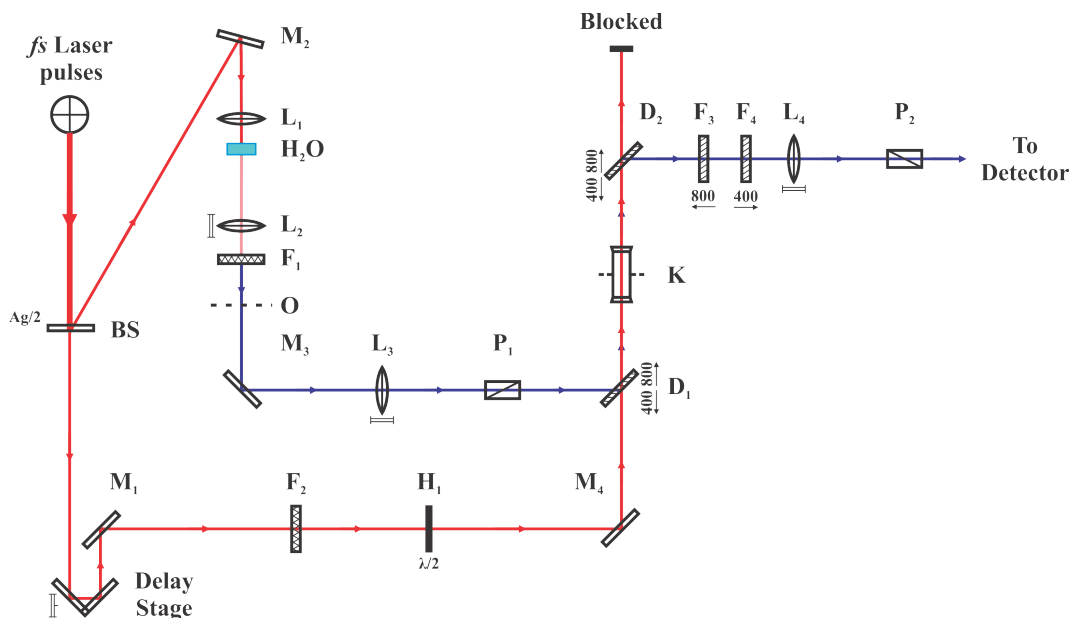 Blocked
fs Laser
pulses
M2
L1
H2O
D2
F3
F4
L4
P2
To
Detector
400 800
800
400
L2
F1
K
Ag/2
BS
O
M3
L3
P1
400 800
D1
M1
F2
H1
M4
λ/2
Delay
Stage